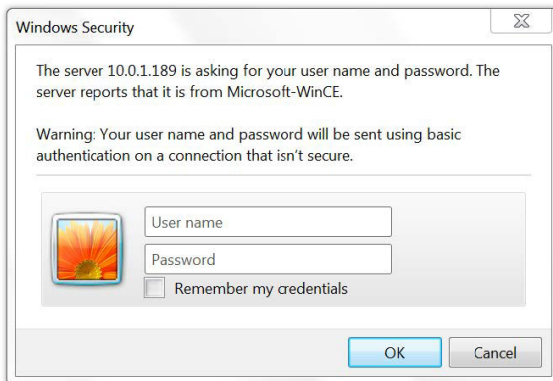 Windows Security
The server 10.0.1.189 is asking for your user name and password. The
server reports that it is from Microsoft-WinCE.
Warning: Your user name and password will be sent using basic
authentication on a connection that isn't secure.
User name
Password
Remember my credentials
OK
Cancel